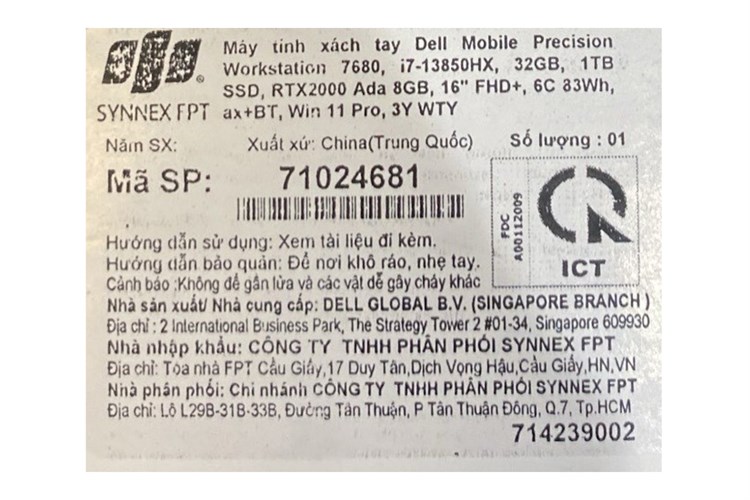 SYNNEX FPT
Máy tính xách tay Dell Mobile Precision
Workstation 7680, i7-13850HX, 32GB, 1TB
SSD, RTX2000 Ada 8GB, 16" FHD+, 6C 83Wh,
ax+BT, Win 11 Pro, 3Y WTY
Năm SX: Xuất xứ: China(Trung Quốc) Số lượng : 01
Mã SP: 71024681
FDC
A00112009
ICT
Hướng dẫn sử dụng: Xem tài liệu đi kèm.
Hướng dẫn bảo quản: Để nơi khô ráo, nhẹ tay.
Cảnh báo :Không để gần lửa và các vật dễ gây cháy khác
Nhà sản xuất/ Nhà cung cấp: DELL GLOBAL B.V. (SINGAPORE BRANCH )
Địa chỉ : 2 International Business Park, The Strategy Tower 2 #01-34, Singapore 609930
Nhà nhập khẩu: CÔNG TY TNHH PHÂN PHỐI SYNNEX FPT
Địa chỉ: Tòa nhà FPT Cầu Giấy,17 Duy Tân,Dịch Vọng Hậu,Cầu Giấy,HN,VN
Nhà phân phối: Chi nhánh CÔNG TY TNHH PHÂN PHỐI SYNNEX FPT
Địa chỉ: Lô L29B-31B-33B, Đường Tân Thuận, P Tân Thuận Đông, Q.7, Tp.HCM
714239002